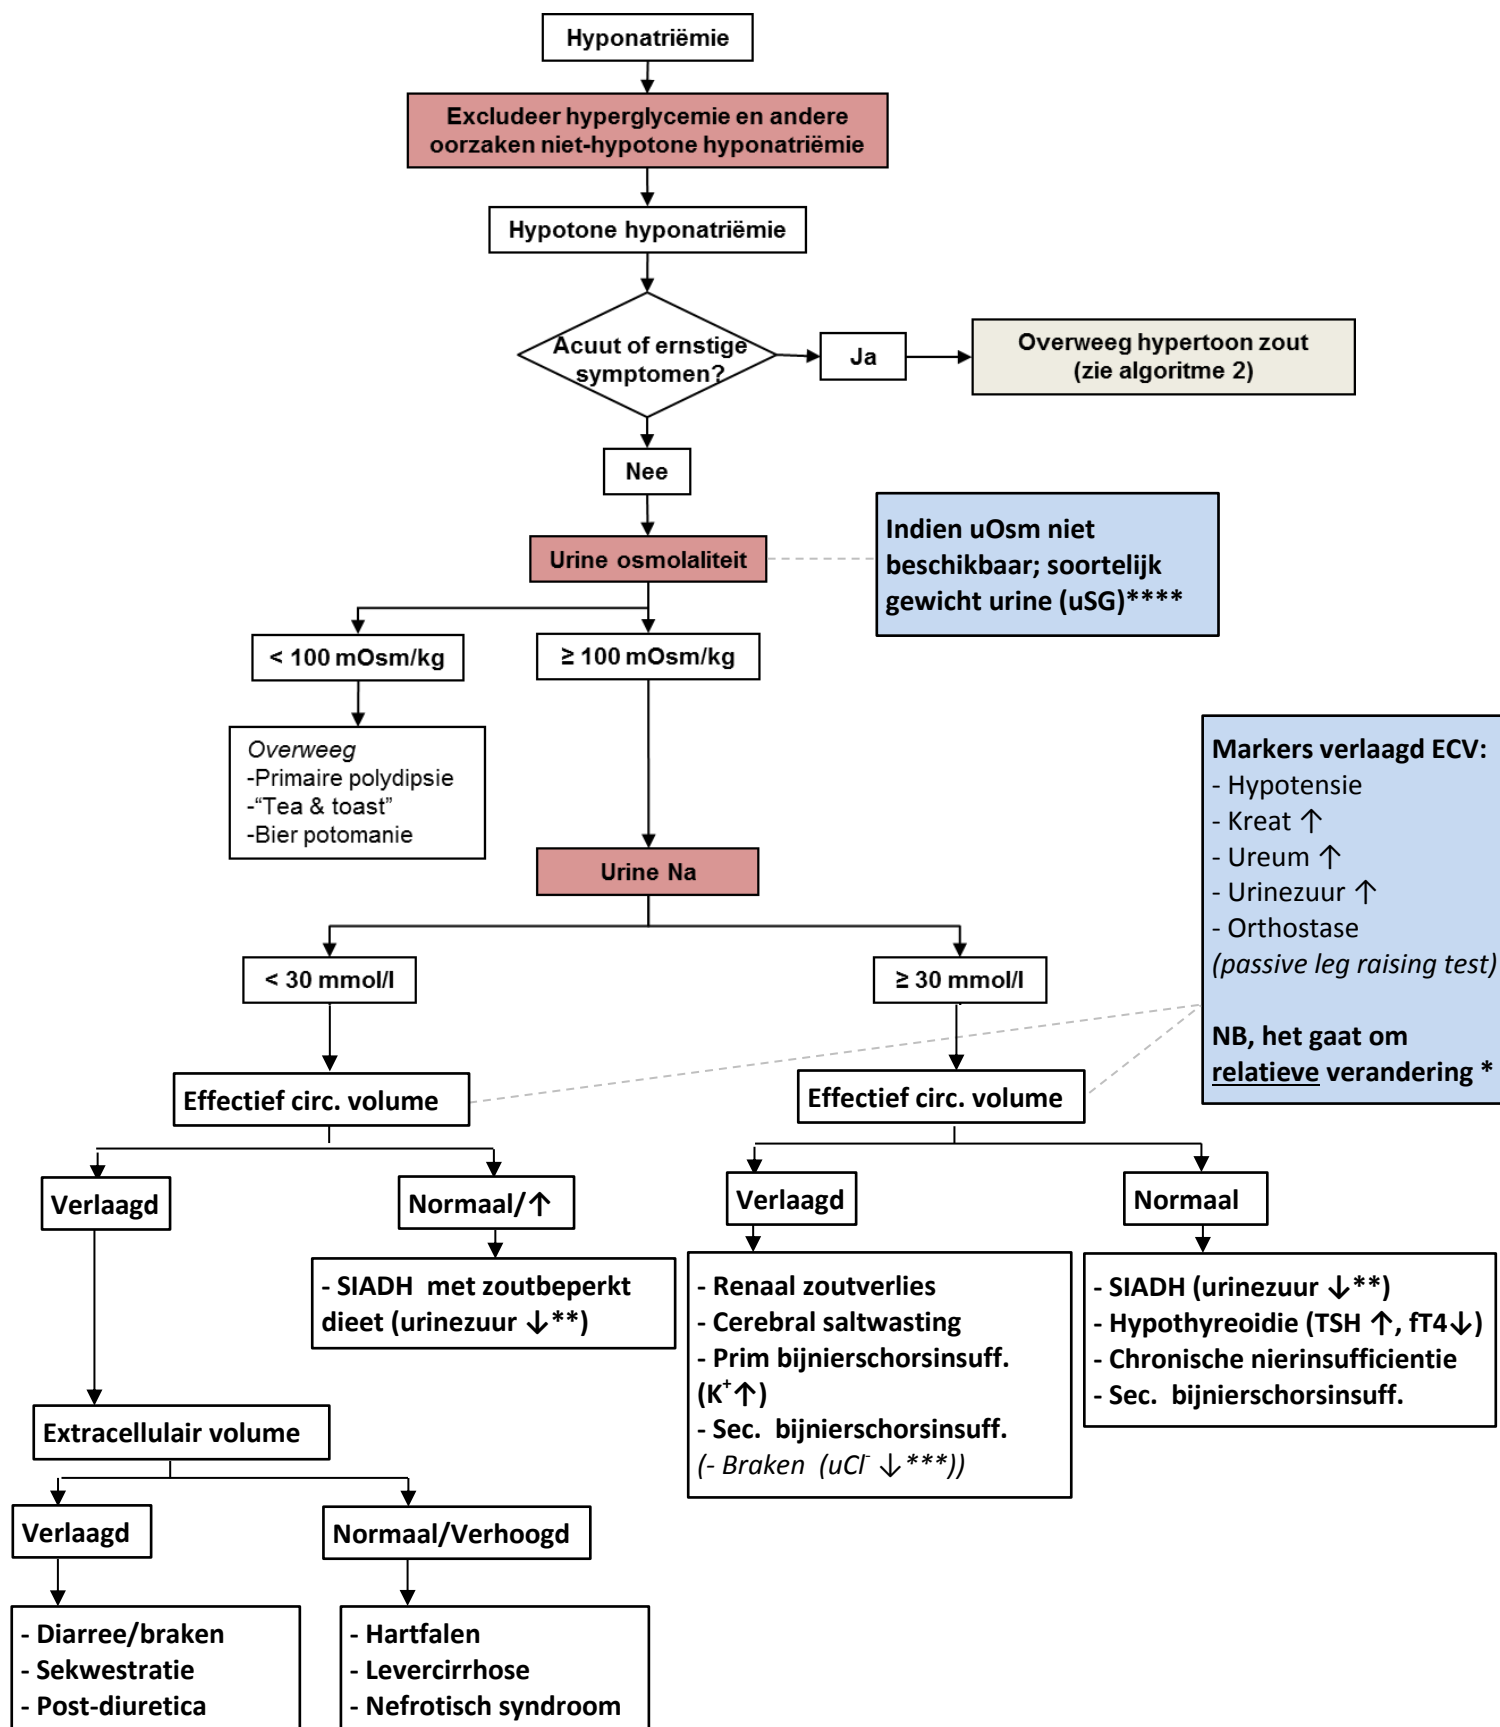 Hyponatriëmie
Excludeer hyperglycemie en andere
oorzaken niet-hypotone hyponatriëmie
Hypotone hyponatriëmie
Acuut of ernstige
symptomen?
Ja
Overweeg hypertoon zout
(zie algoritme 2)
Nee
Urine osmolaliteit
Indien uOsm niet
beschikbaar; soortelijk
gewicht urine (uSG)****
< 100 mOsm/kg
≥ 100 mOsm/kg
Overweeg
-Primaire polydipsie
-“Tea & toast”
-Bier potomanie
Markers verlaagd ECV:
- Hypotensie
- Kreat ↑
- Ureum ↑
- Urinezuur ↑
- Orthostase
(passive leg raising test)
NB, het gaat om
relatieve verandering *
Urine Na
< 30 mmol/l
≥ 30 mmol/l
Effectief circ. volume
Effectief circ. volume
Verlaagd
Normaal/↑
Verlaagd
Normaal
- SIADH  met zoutbeperkt
dieet (urinezuur ↓**)
- Renaal zoutverlies
- Cerebral saltwasting
- Prim bijnierschorsinsuff.
(K⁺↑)
- Sec.  bijnierschorsinsuff.
(- Braken  (uCl⁻ ↓***))
- SIADH (urinezuur ↓**)
- Hypothyreoidie (TSH ↑, fT4↓)
- Chronische nierinsufficientie
- Sec.  bijnierschorsinsuff.
Extracellulair volume
Verlaagd
Normaal/Verhoogd
- Diarree/braken
- Sekwestratie
- Post-diuretica
- Hartfalen
- Levercirrhose
- Nefrotisch syndroom